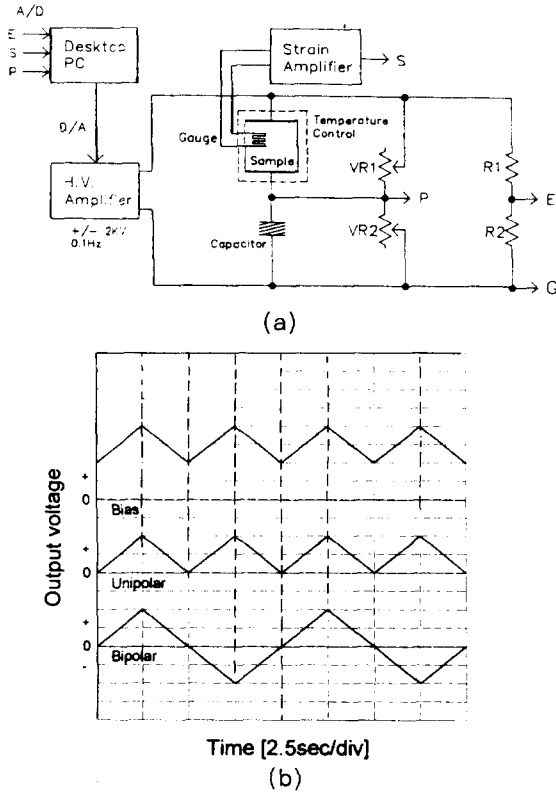 A/D
E
S
P
Desktop
PC
D/A
H.V.
Amplifier
+/- 2KV
0.1Hz
Strain
Amplifier
S
Gauge
Sample
Temperature
Control
Capacitor
VR1
VR2
P
R1
R2
E
G
(a)
Output voltage
+
0
Bias
+
0
Unipolar
+
0
-
Bipolar
Time [2.5sec/div]
(b)